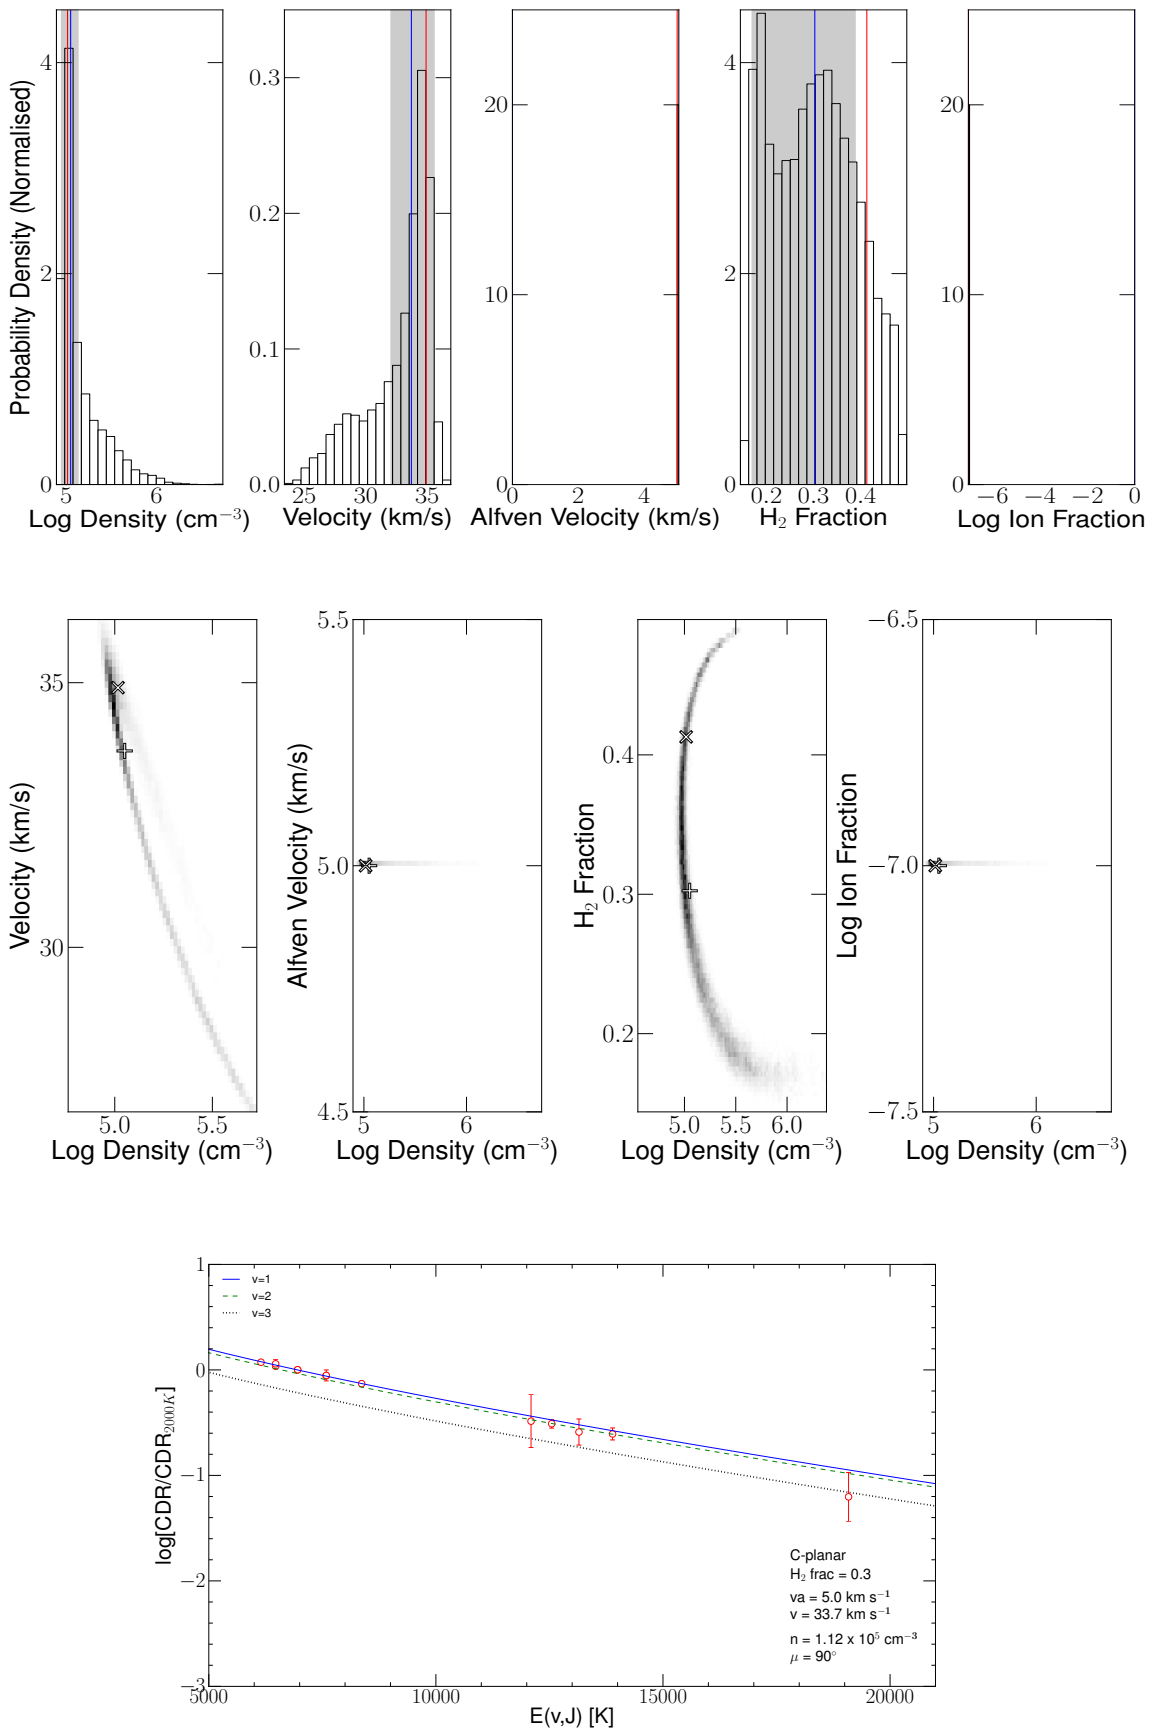 Probability Density (Normalised)
4
2
0
5
6
Log Density (cm⁻³)
0.3
0.2
0.1
0.0
25
30
35
Velocity (km/s)
20
10
0
0
2
4
Alfven Velocity (km/s)
4
2
0
0.2
0.3
0.4
H₂ Fraction
20
10
0
−6
−4
−2
0
Log Ion Fraction
Velocity (km/s)
35
30
5.0
5.5
Log Density (cm⁻³)
Alfven Velocity (km/s)
5.5
5.0
4.5
5
6
Log Density (cm⁻³)
H₂ Fraction
0.4
0.3
0.2
5.0
5.5
6.0
Log Density (cm⁻³)
Log Ion Fraction
−6.5
−7.0
−7.5
5
6
Log Density (cm⁻³)
log[CDR/CDR₂₀₀₀K]
1
0
−1
−2
−3
v=1
v=2
v=3
C-planar
H₂ frac = 0.3
va = 5.0 km s⁻¹
v = 33.7 km s⁻¹
n = 1.12 x 10⁵ cm⁻³
μ = 90°
5000
10000
15000
20000
E(v,J) [K]